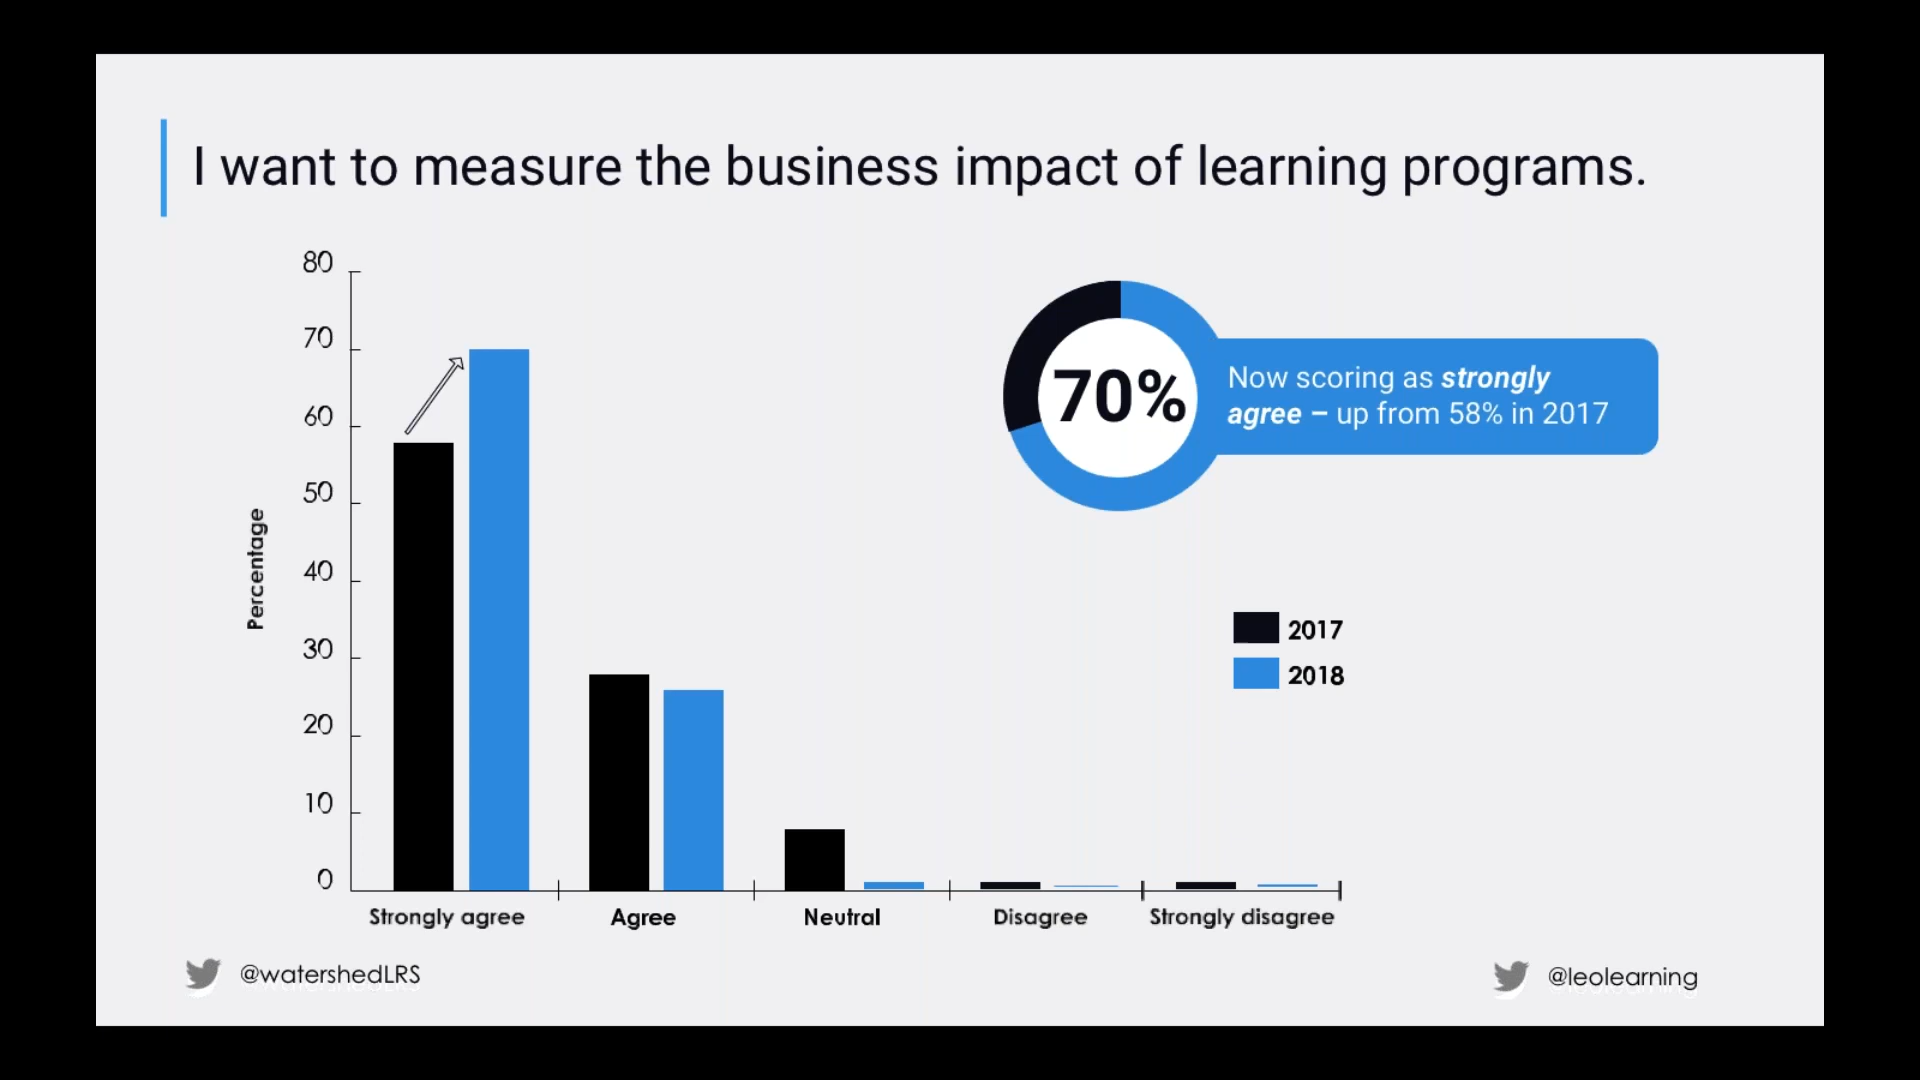 I want to measure the business impact of learning programs.
80
70
60
50
40
30
20
10
0
Percentage
70%
Now scoring as strongly
agree – up from 58% in 2017
2017
2018
Strongly agree
Agree
Neutral
Disagree
Strongly disagree
@watershedLRS
@leolearning